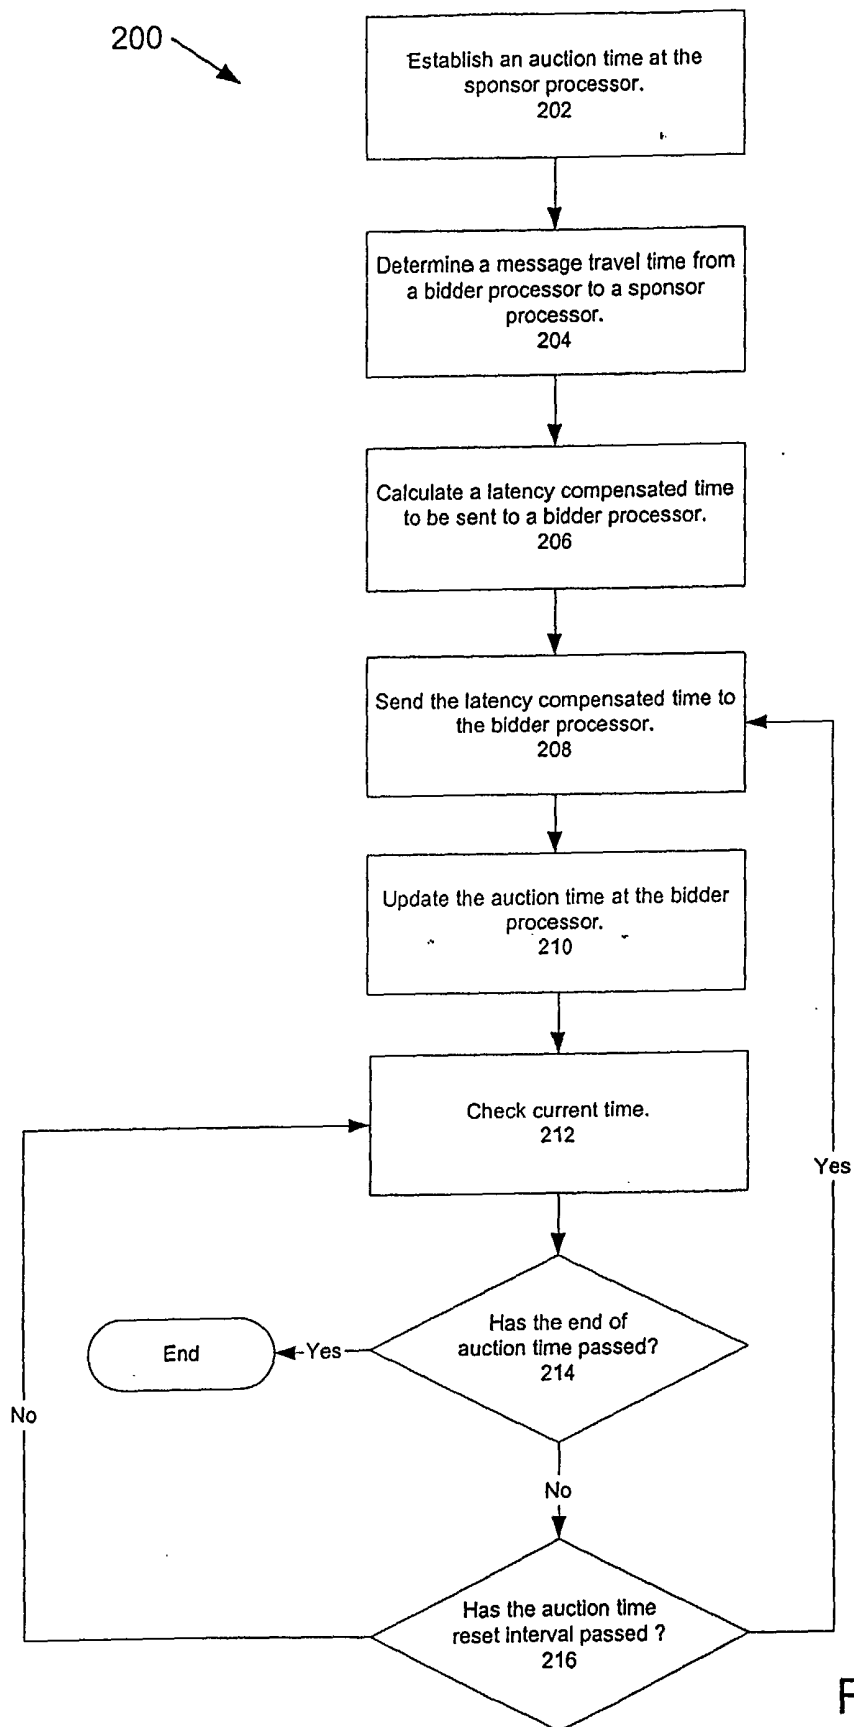 200
Establish an auction time at the
sponsor processor.
202
Determine a message travel time from
a bidder processor to a sponsor
processor.
204
Calculate a latency compensated time
to be sent to a bidder processor.
206
Send the latency compensated time to
the bidder processor.
208
Update the auction time at the bidder
processor.
210
Check current time.
212
Yes
Has the end of
auction time passed?
214
Yes
End
No
No
Has the auction time
reset interval passed ?
216
F